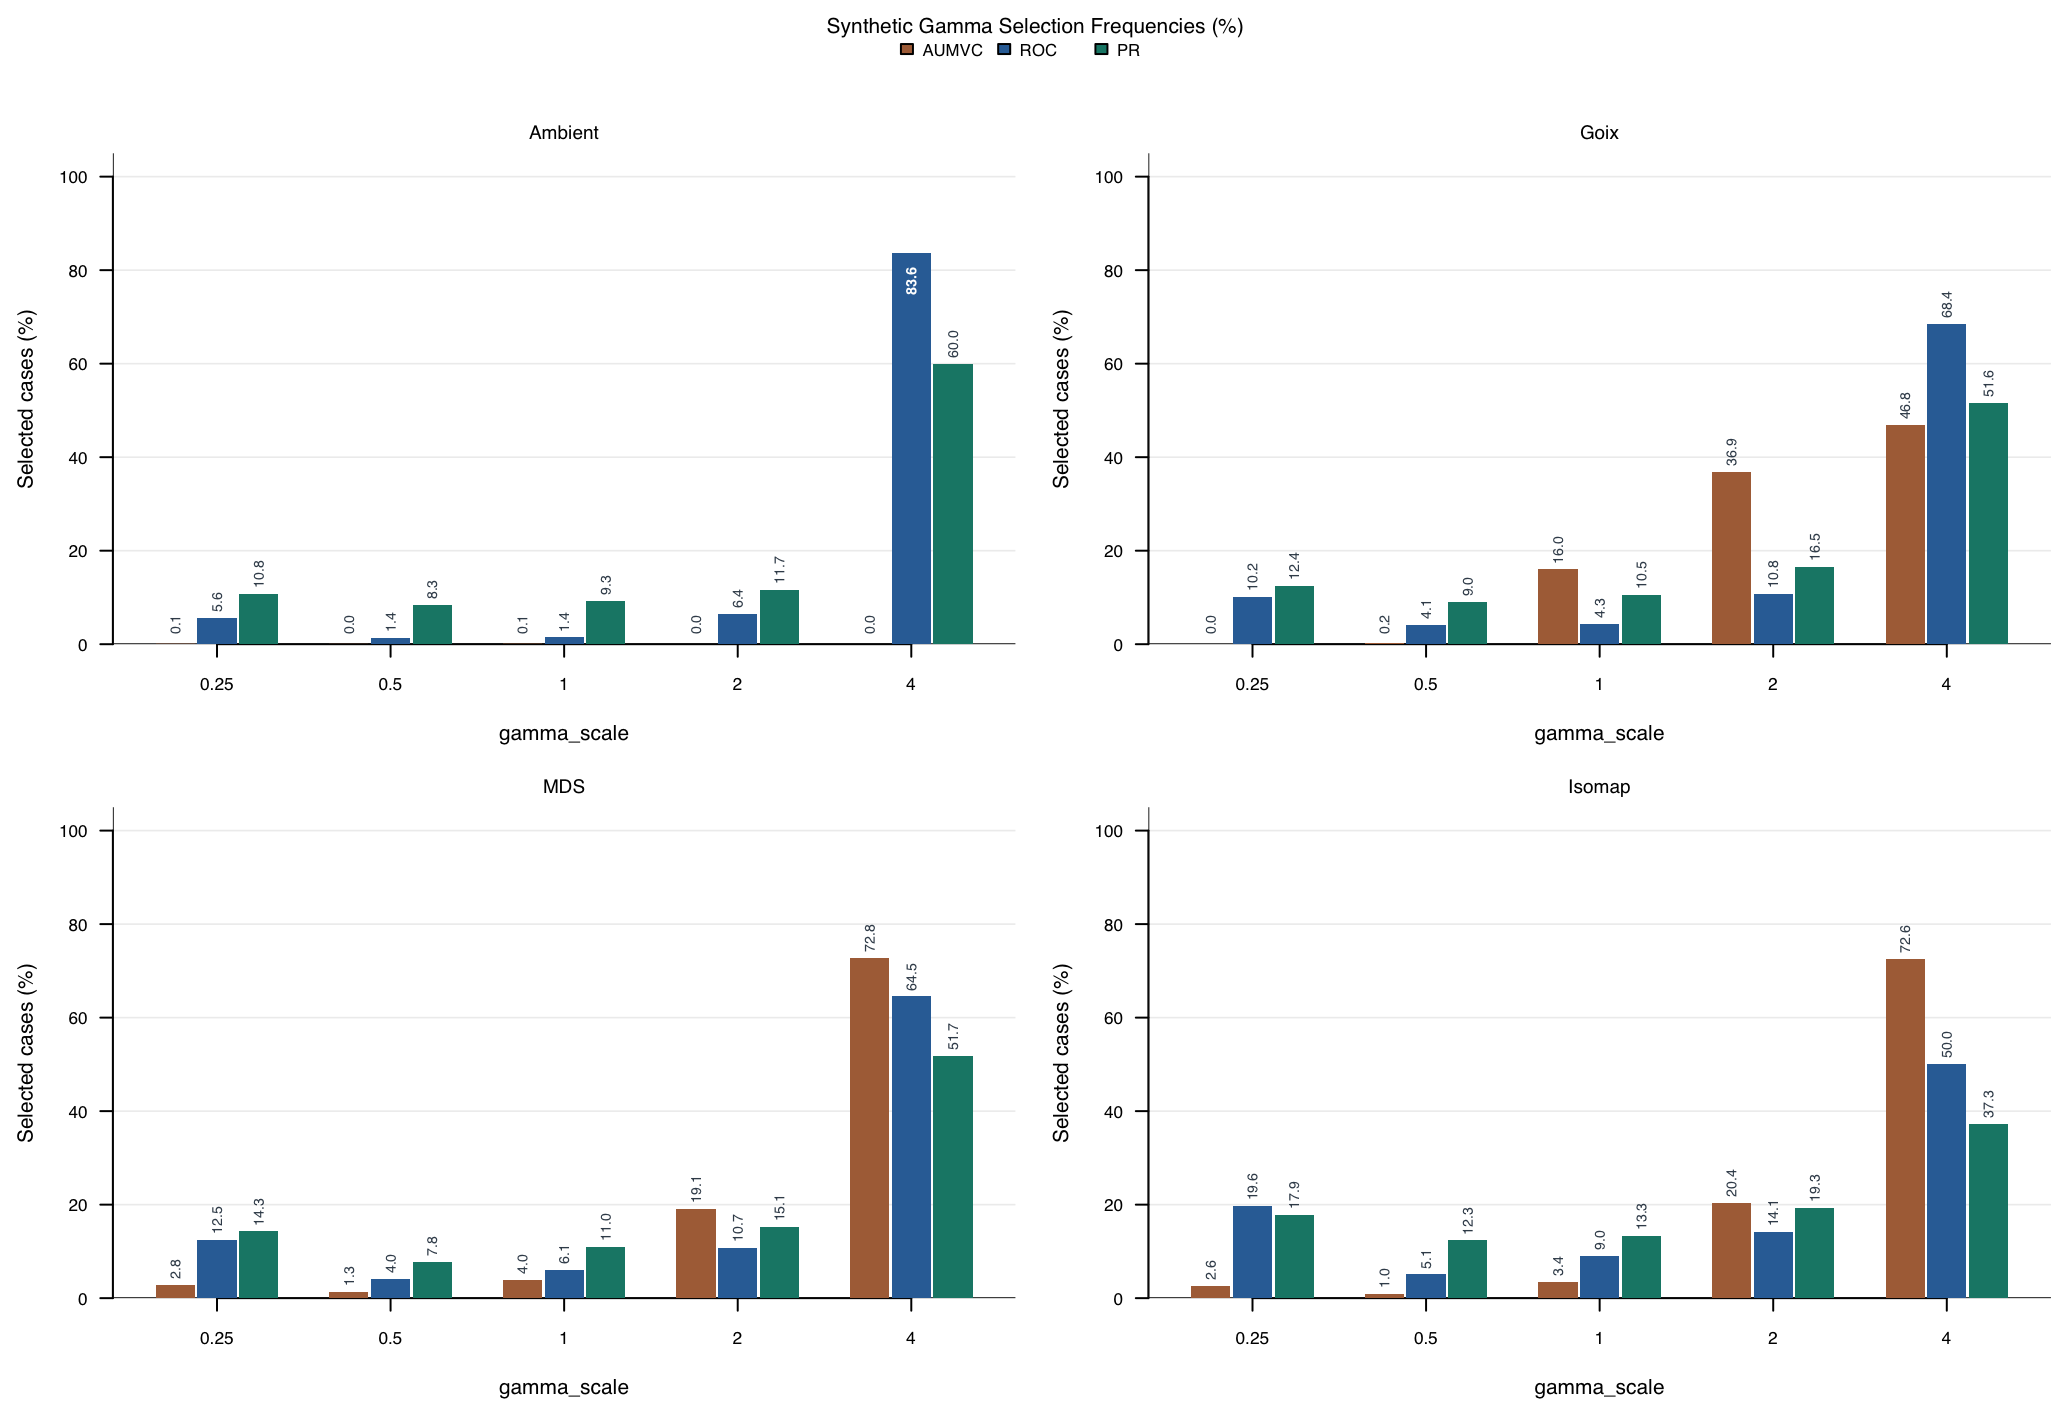 Synthetic Gamma Selection Frequencies (%)
AUMVC ROC PR
Ambient
Selected cases (%)
100
80
60
40
20
0
0.1 5.6 10.8 0.0 1.4 8.3 0.1 1.4 9.3 0.0 6.4 11.7 0.0 83.6 60.0
0.25 0.5 1 2 4
gamma_scale
Goix
Selected cases (%)
100
80
60
40
20
0
0.0 10.2 12.4 0.2 4.1 9.0 16.0 4.3 10.5 36.9 10.8 16.5 46.8 68.4 51.6
0.25 0.5 1 2 4
gamma_scale
MDS
Selected cases (%)
100
80
60
40
20
0
2.8 12.5 14.3 1.3 4.0 7.8 4.0 6.1 11.0 19.1 10.7 15.1 72.8 64.5 51.7
0.25 0.5 1 2 4
gamma_scale
Isomap
Selected cases (%)
100
80
60
40
20
0
2.6 19.6 17.9 1.0 5.1 12.3 3.4 9.0 13.3 20.4 14.1 19.3 72.6 50.0 37.3
0.25 0.5 1 2 4
gamma_scale